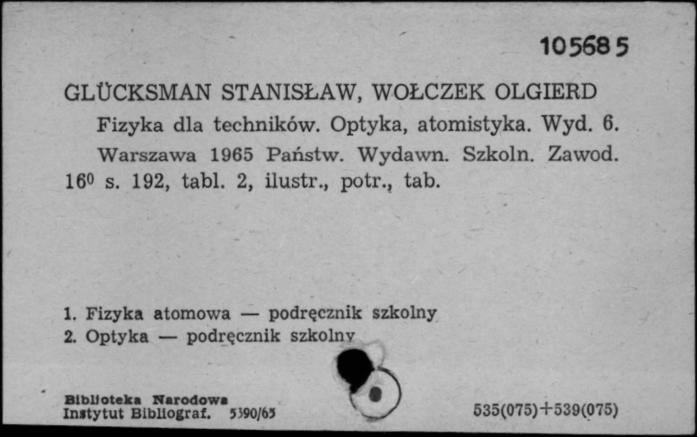 105685
GLÜCKSMAN STANISŁAW, WOŁCZEK OLGIERD
Fizyka dla techników. Optyka, atomistyka. Wyd. 6.
Warszawa 1965 Państw. Wydawn. Szkoln. Zawod.
16⁰ s. 192, tabl. 2, ilustr., potr., tab.
1. Fizyka atomowa — podręcznik szkolny
2. Optyka — podręcznik szkolny
Biblioteka Narodowa
Instytut Bibliograf. 5390/65
535(075)+539(075)